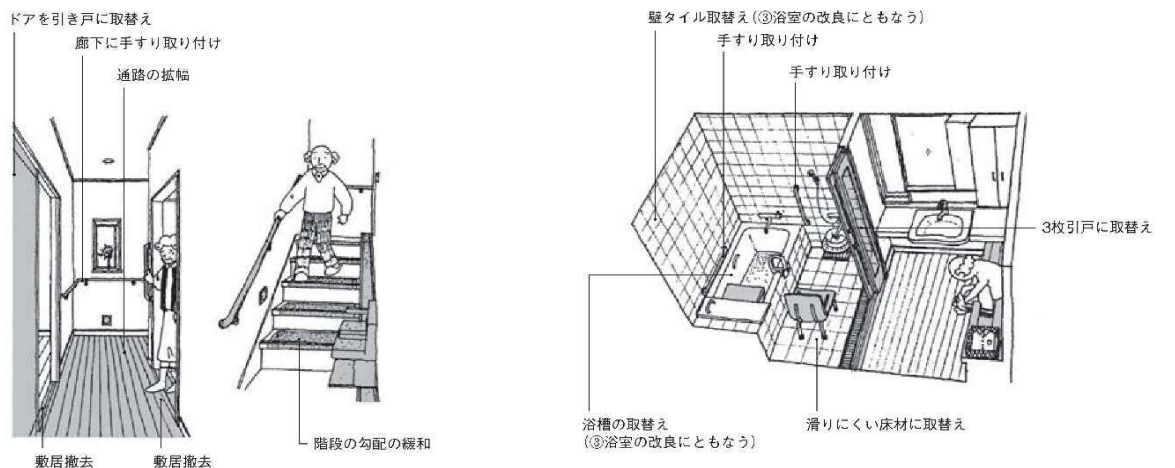 ドアを引き戸に取替え
廊下に手すり取り付け
通路の拡幅
階段の勾配の緩和
敷居撤去
敷居撤去
壁タイル取替え(③浴室の改良にともなう)
手すり取り付け
手すり取り付け
3枚引戸に取替え
浴槽の取替え
(③浴室の改良にともなう)
滑りにくい床材に取替え